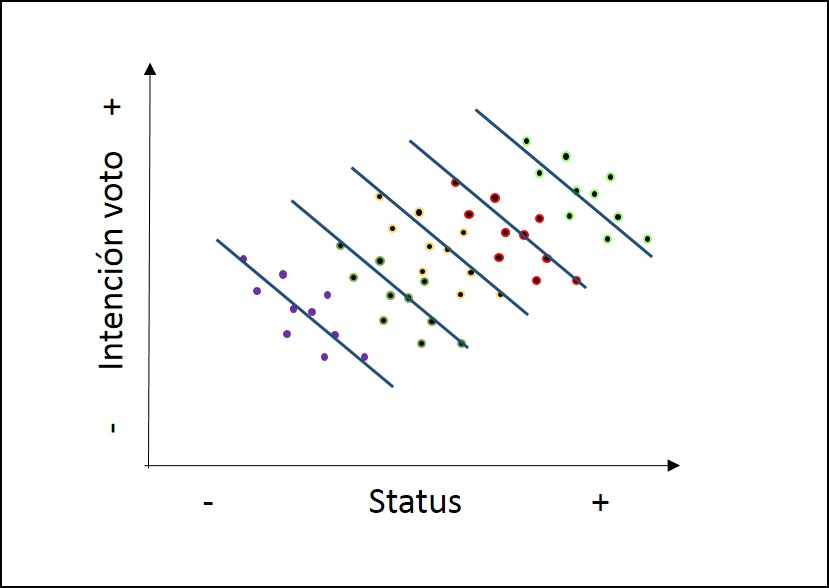 +
Intención voto
-
- Status +